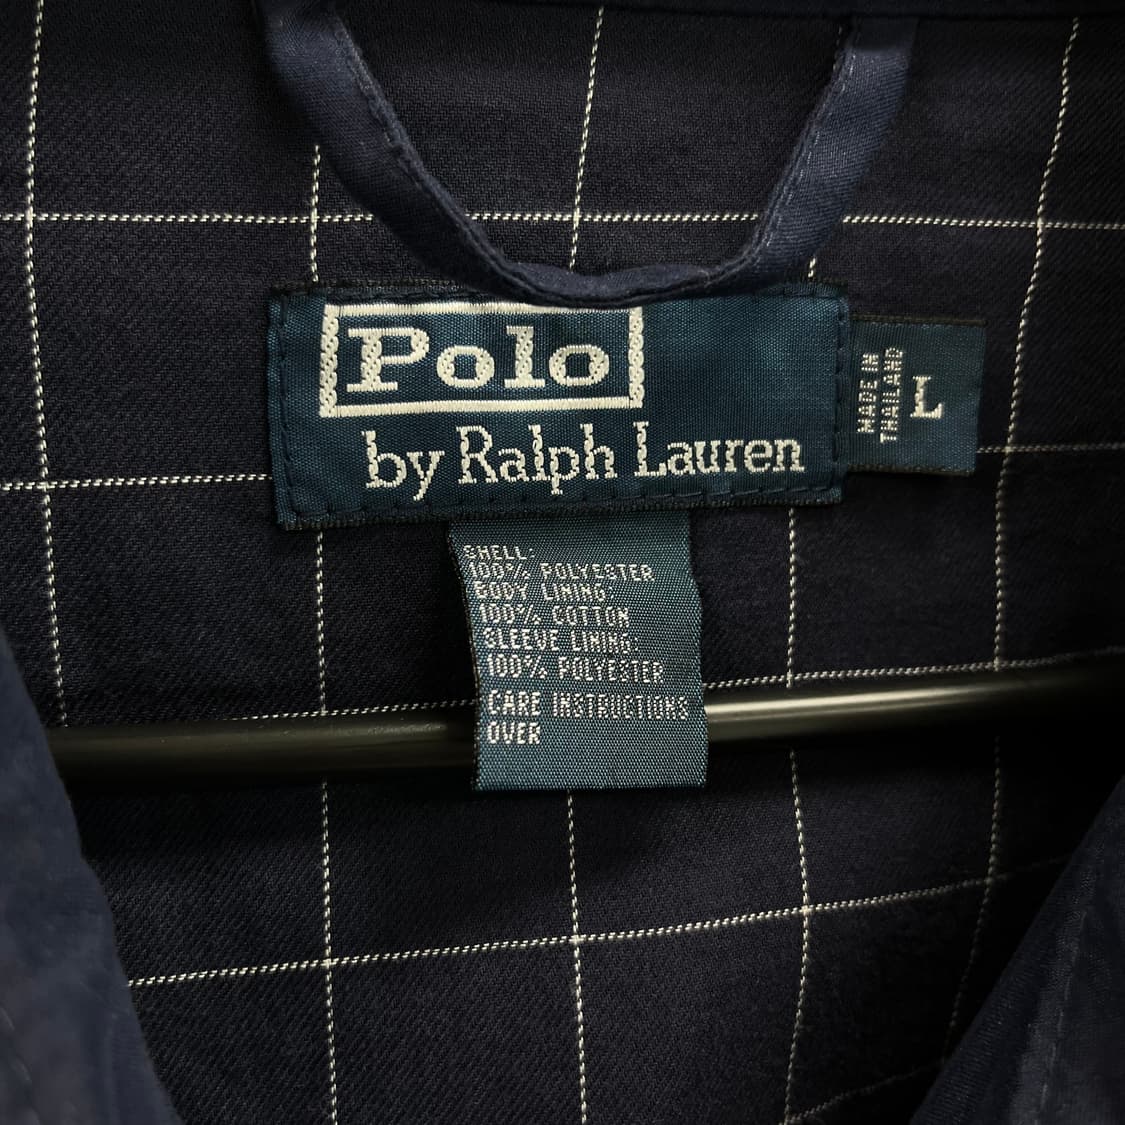 Polo
by Ralph Lauren
MADE IN
THAILAND
L
SHELL:
100% POLYESTER
BODY LINING:
100% COTTON
SLEEVE LINING:
100% POLYESTER
CARE INSTRUCTIONS
OVER